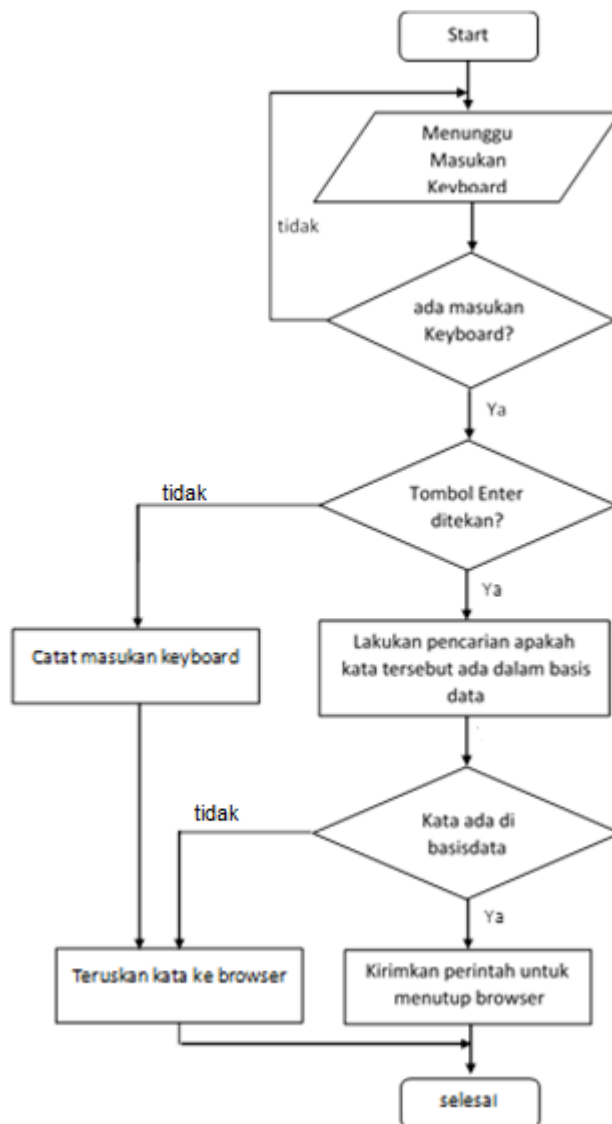 Start
Menunggu
Masukan
Keyboard
tidak
ada masukan
Keyboard?
Ya
tidak
Tombol Enter
ditekan?
Ya
Catat masukan keyboard
Lakukan pencarian apakah
kata tersebut ada dalam basis
data
tidak
Kata ada di
basisdata
Ya
Teruskan kata ke browser
Kirimkan perintah untuk
menutup browser
selesai